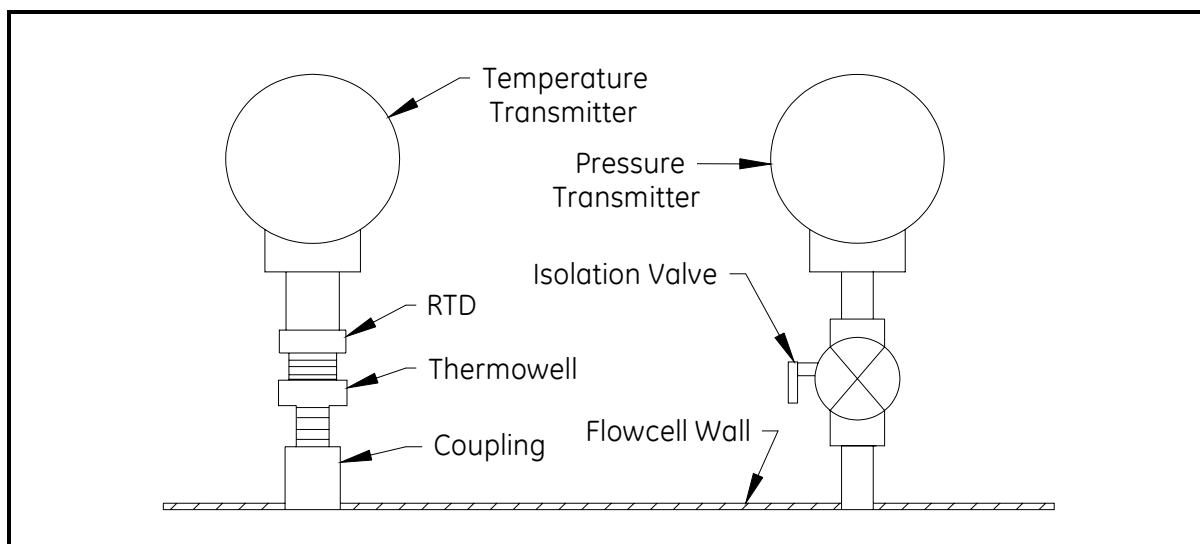 Temperature
Transmitter
Pressure
Transmitter
Isolation Valve
RTD
Thermowell
Flowcell Wall
Coupling